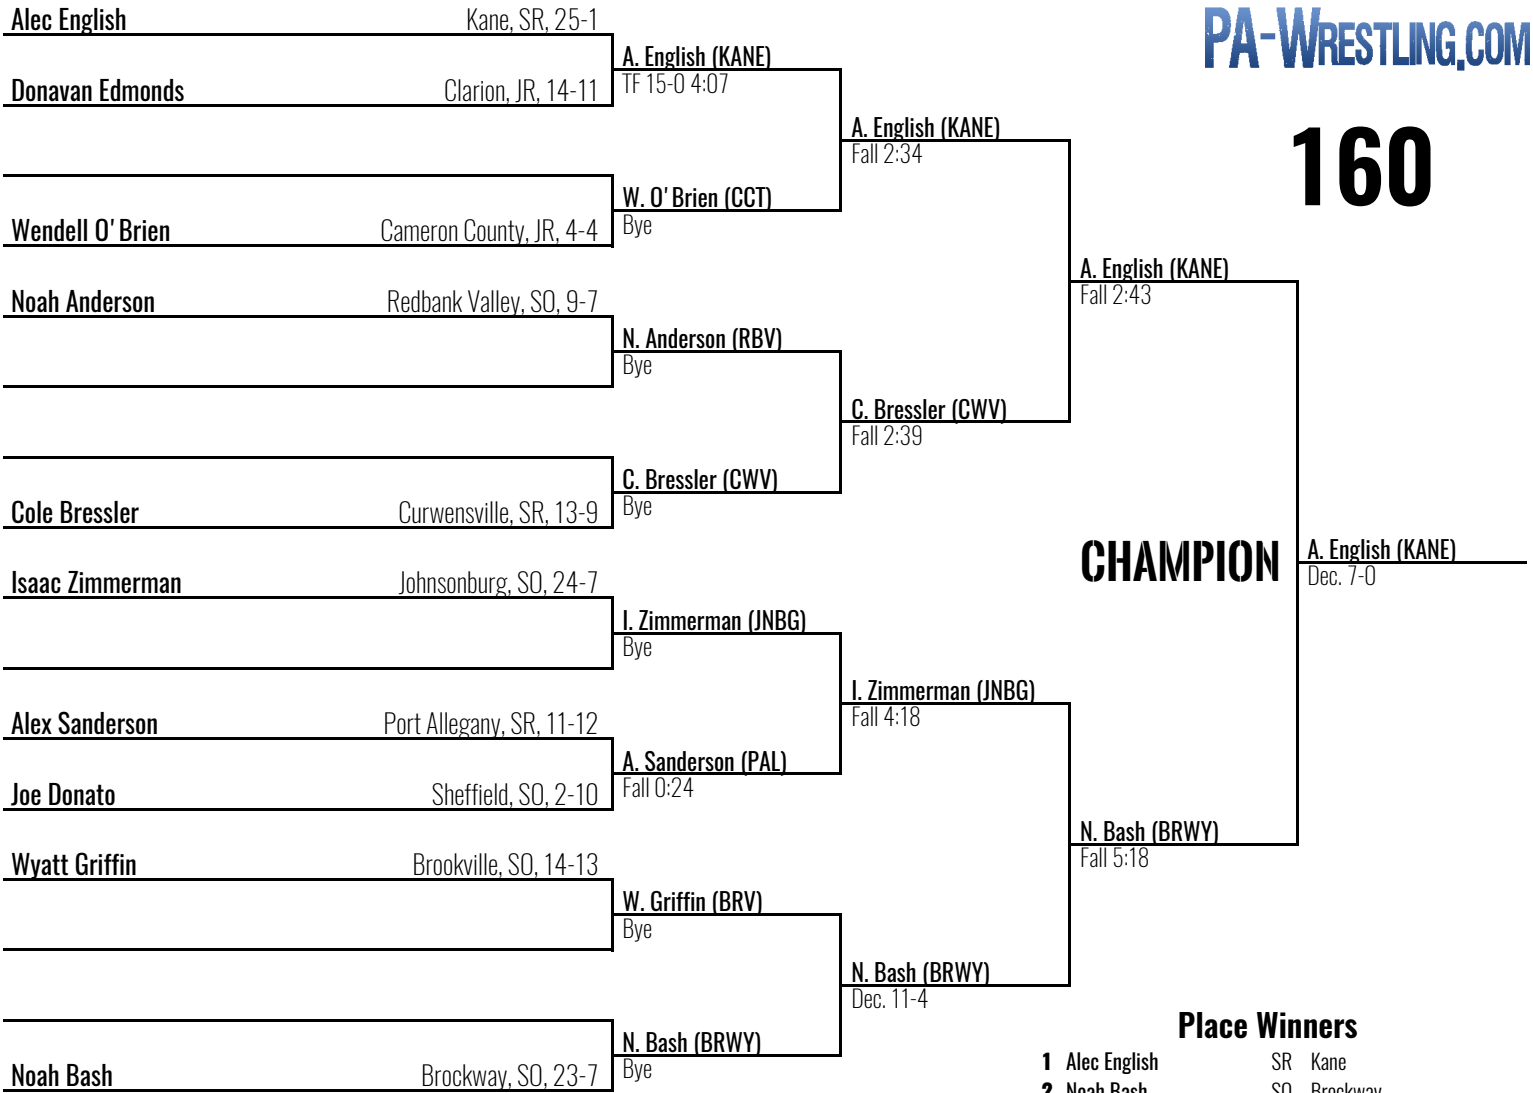 Alec English Kane, SR, 25-1
Donavan Edmonds Clarion, JR, 14-11
Wendell O'Brien Cameron County, JR, 4-4
Noah Anderson Redbank Valley, SO, 9-7
Cole Bressler Curwensville, SR, 13-9
Isaac Zimmerman Johnsonburg, SO, 24-7
Alex Sanderson Port Allegany, SR, 11-12
Joe Donato Sheffield, SO, 2-10
Wyatt Griffin Brookville, SO, 14-13
Noah Bash Brockway, SO, 23-7
A. English (KANE)
TF 15-0 4:07
W. O'Brien (CCT)
Bye
N. Anderson (RBV)
Bye
C. Bressler (CWV)
Bye
I. Zimmerman (JNBG)
Bye
A. Sanderson (PAL)
Fall 0:24
W. Griffin (BRV)
Bye
N. Bash (BRWY)
Bye
A. English (KANE)
Fall 2:34
C. Bressler (CWV)
Fall 2:39
I. Zimmerman (JNBG)
Fall 4:18
N. Bash (BRWY)
Dec. 11-4
A. English (KANE)
Fall 2:43
N. Bash (BRWY)
Fall 5:18
CHAMPION
A. English (KANE)
Dec. 7-0
PA-WRESTLING.COM
160
Place Winners
1 Alec English SR Kane
2 Noah Bash SO Brockway